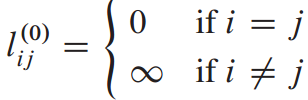 l_{ij}^{(0)} = { 0 if i = j
∞ if i ≠ j